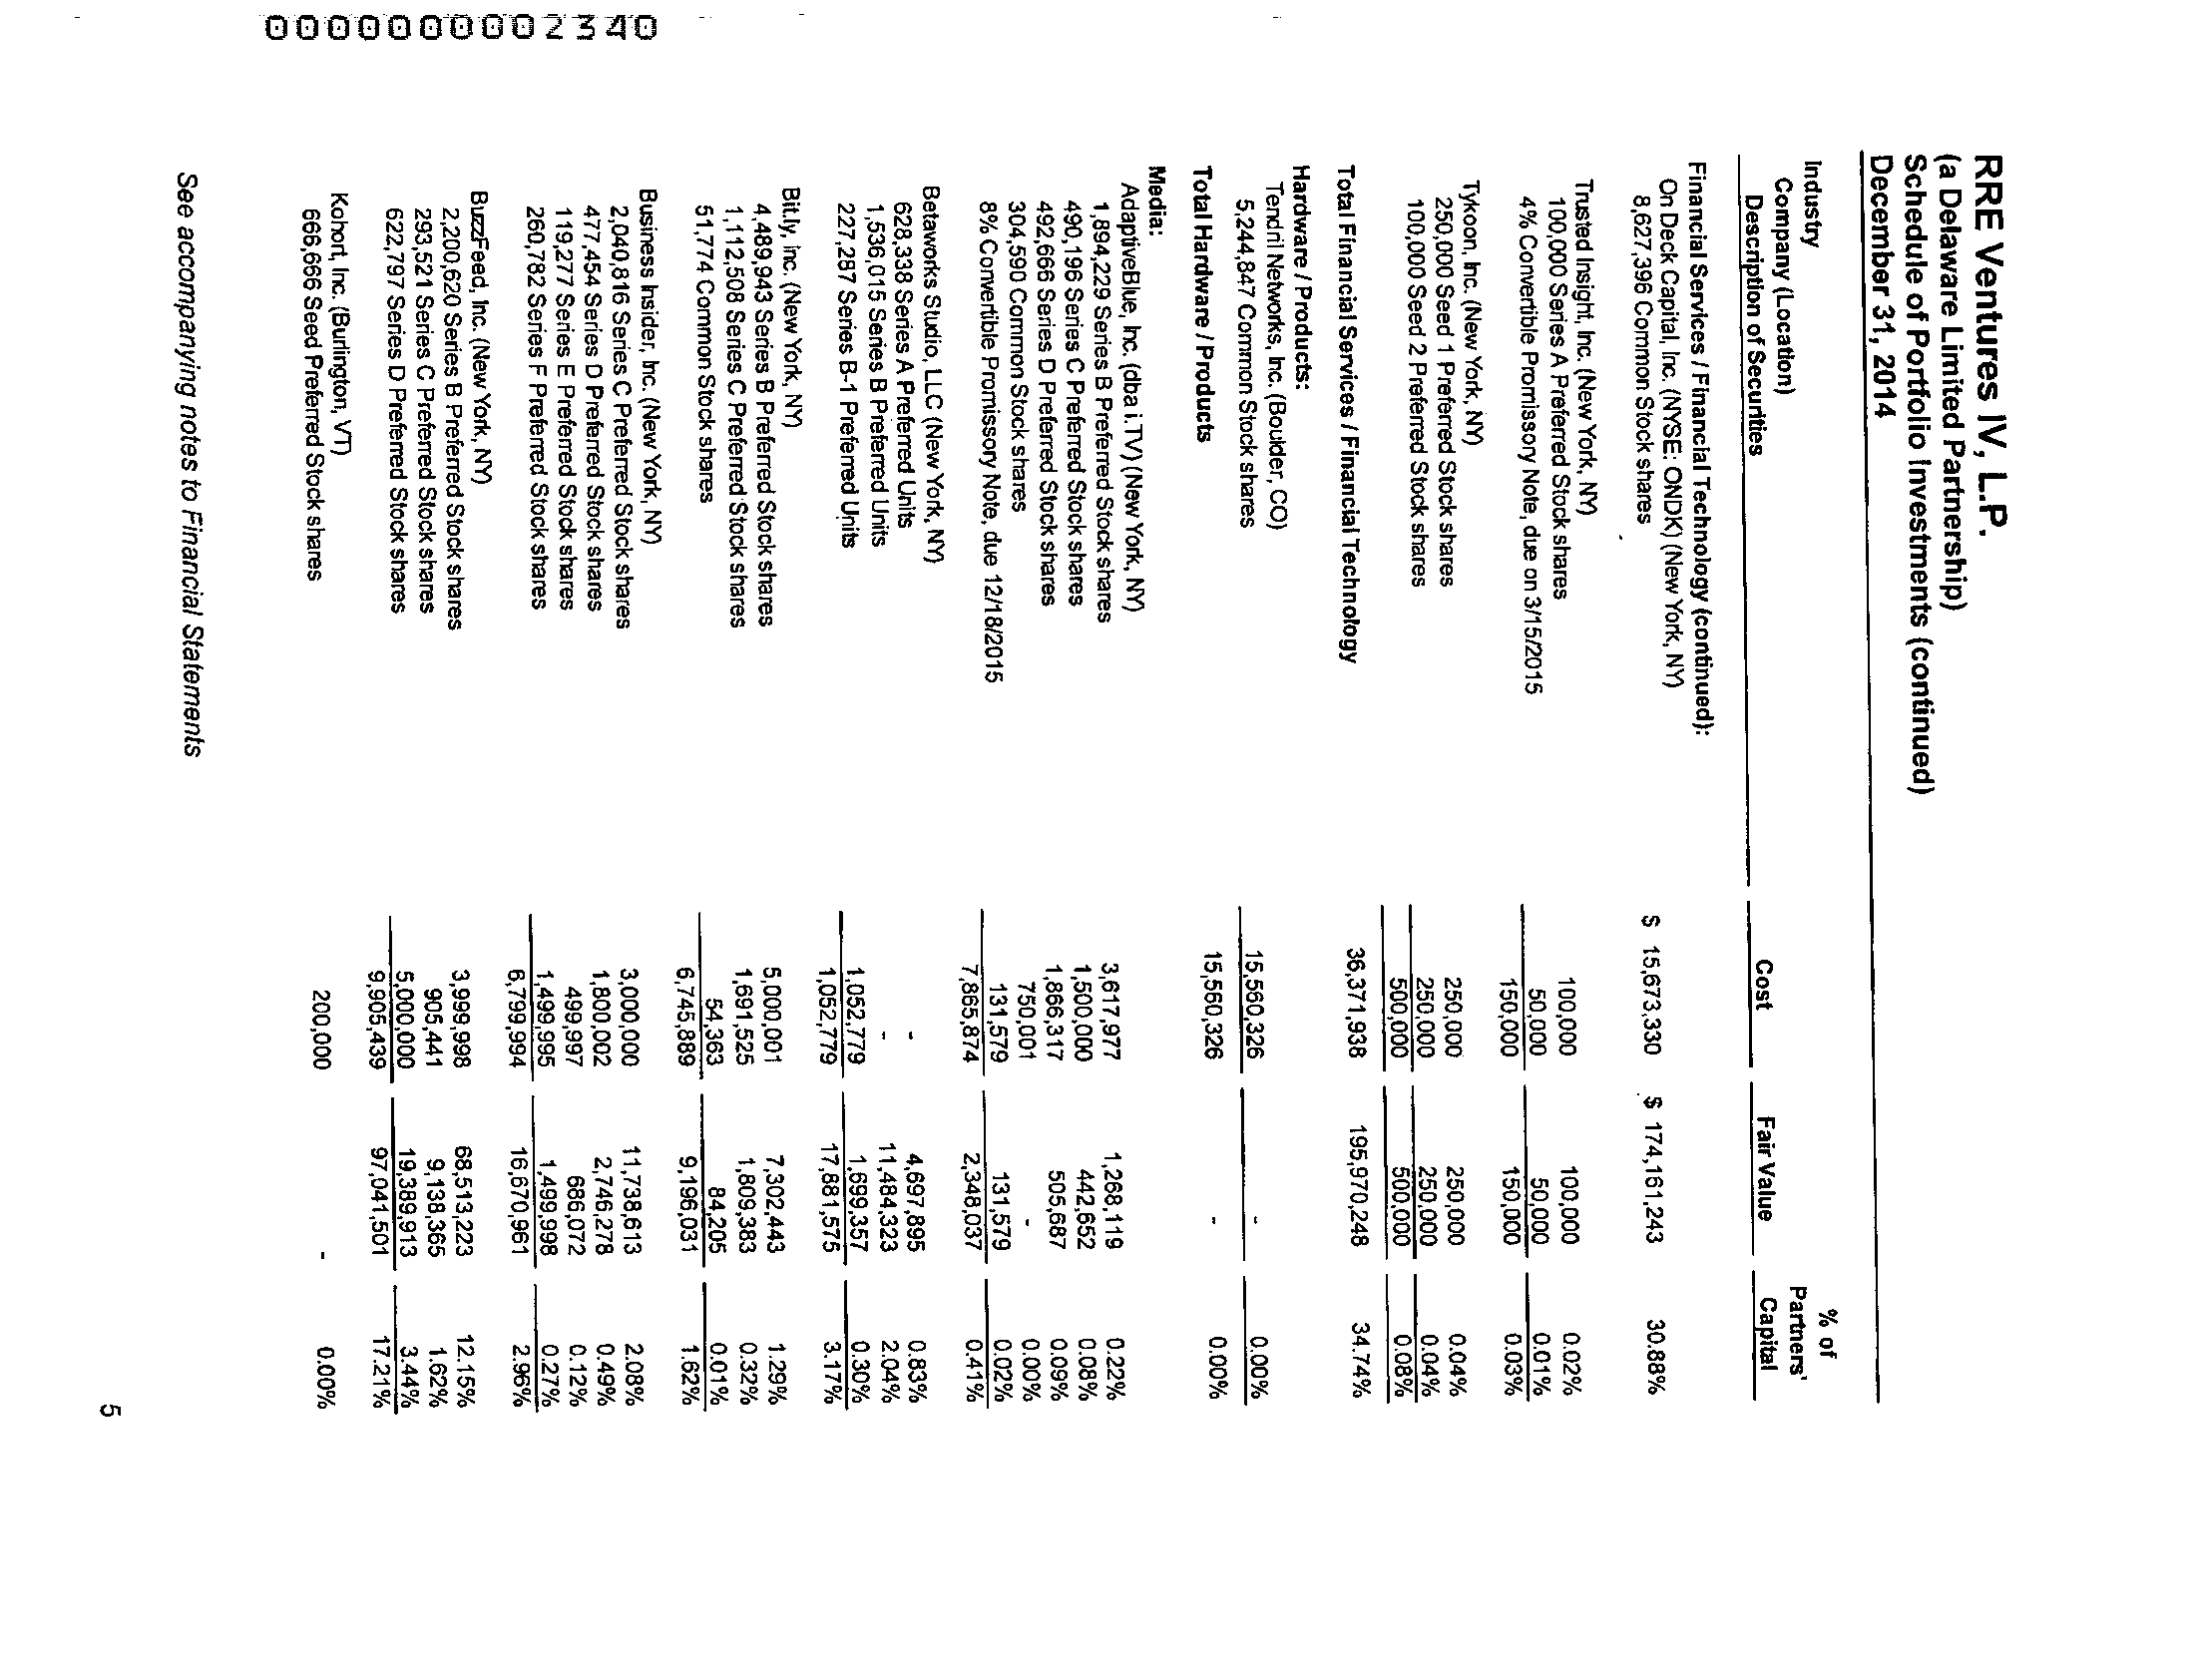 0000000002340
RRE Ventures IV, L.P.
(a Delaware Limited Partnership)
Schedule of Portfolio Investments (continued)
December 31, 2014
% of
Industry Partners'
Company (Location) Capital
Description of Securities Cost Fair Value
Financial Services / Financial Technology (continued):
On Deck Capital, Inc. (NYSE: ONDK) (New York, NY)
8,627,396 Common Stock shares $ 15,673,330 $ 174,161,243 30.88%
Trusted Insight, Inc. (New York, NY)
100,000 Series A Preferred Stock shares 100,000 100,000 0.02%
4% Convertible Promissory Note, due on 3/15/2015 50,000 50,000 0.01%
150,000 150,000 0.03%
Tykoon, Inc. (New York, NY)
250,000 Seed 1 Preferred Stock shares 250,000 250,000 0.04%
100,000 Seed 2 Preferred Stock shares 250,000 250,000 0.04%
500,000 500,000 0.08%
Total Financial Services / Financial Technology 36,371,938 195,970,248 34.74%
Hardware / Products:
Tendril Networks, Inc. (Boulder, CO)
5,244,847 Common Stock shares 15,560,326 - 0.00%
Total Hardware / Products 15,560,326 - 0.00%
Media:
AdaptiveBlue, Inc. (dba i.TV) (New York, NY)
1,894,229 Series B Preferred Stock shares 3,617,977 1,268,119 0.22%
490,196 Series C Preferred Stock shares 1,500,000 442,652 0.08%
492,666 Series D Preferred Stock shares 1,866,317 505,687 0.09%
304,590 Common Stock shares 750,001 - 0.00%
8% Convertible Promissory Note, due 12/18/2015 131,579 131,579 0.02%
7,865,874 2,348,037 0.41%
Betaworks Studio, LLC (New York, NY)
628,338 Series A Preferred Units - 4,697,895 0.83%
1,536,015 Series B Preferred Units - 11,484,323 2.04%
227,287 Series B-1 Preferred Units 1,052,779 1,699,357 0.30%
1,052,779 17,881,575 3.17%
Bit.ly, Inc. (New York, NY)
4,489,943 Series B Preferred Stock shares 5,000,001 7,302,443 1.29%
1,112,508 Series C Preferred Stock shares 1,691,525 1,809,383 0.32%
51,774 Common Stock shares 54,363 84,205 0.01%
6,745,889 9,196,031 1.62%
Business Insider, Inc. (New York, NY)
2,040,816 Series C Preferred Stock shares 3,000,000 11,738,613 2.08%
477,454 Series D Preferred Stock shares 1,800,002 2,746,278 0.49%
119,277 Series E Preferred Stock shares 499,997 686,072 0.12%
260,782 Series F Preferred Stock shares 1,499,995 1,499,998 0.27%
6,799,994 16,670,961 2.96%
BuzzFeed, Inc. (New York, NY)
2,200,620 Series B Preferred Stock shares 3,999,998 68,513,223 12.15%
293,521 Series C Preferred Stock shares 905,441 9,138,365 1.62%
622,797 Series D Preferred Stock shares 5,000,000 19,389,913 3.44%
9,905,439 97,041,501 17.21%
Kohort, Inc. (Burlington, VT)
666,666 Seed Preferred Stock shares 200,000 - 0.00%
See accompanying notes to Financial Statements
5